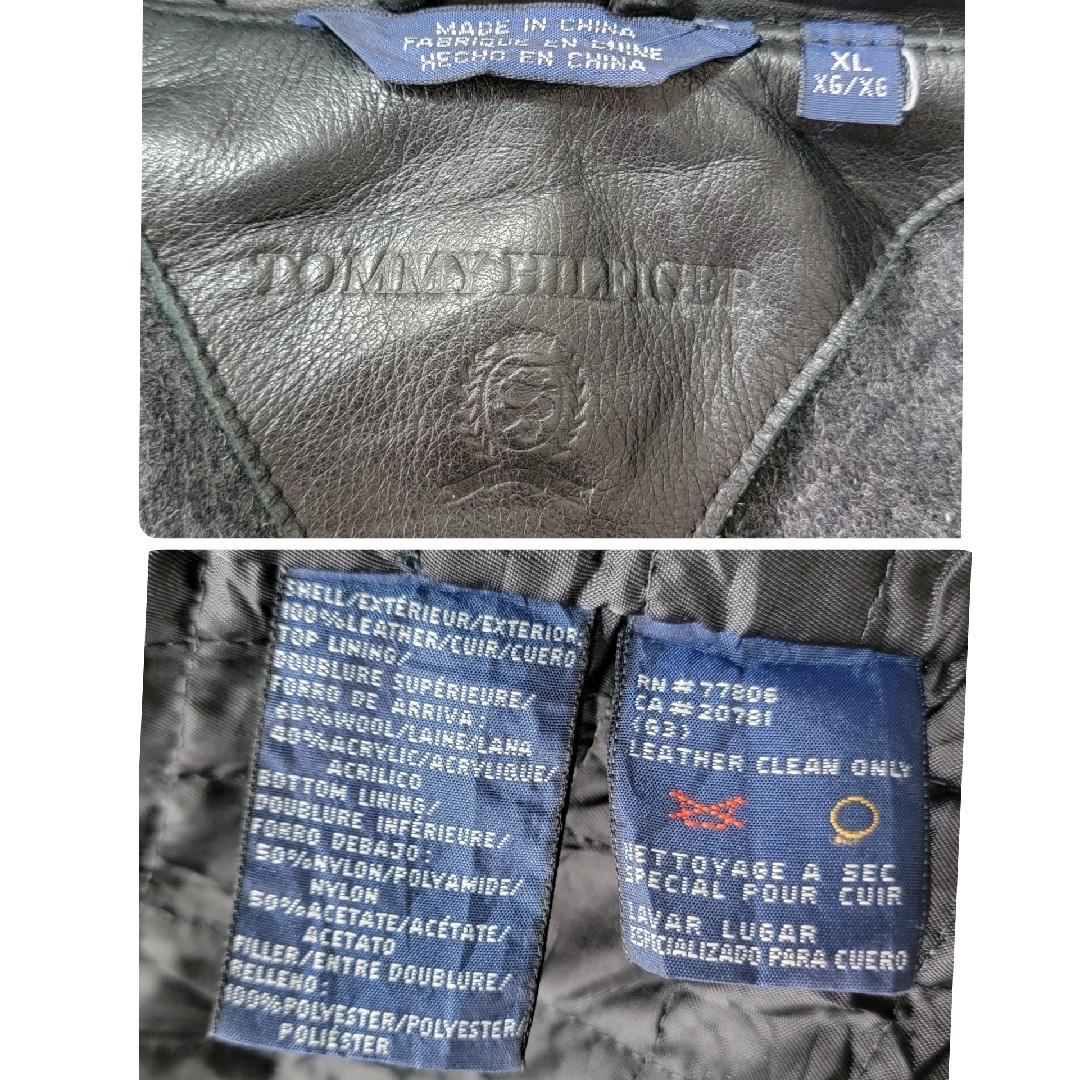 MADE IN CHINA
FABRIQUE EN CHINE
HECHO EN CHINA
XL
XG/XG
TOMMY HILFIGER
SHELL/EXTÉRIEUR/EXTERIOR
100%LEATHER/CUIR/CUERO
TOP LINING/
DOUBLURE SUPÉRIEURE/
FORRO DE ARRIVA:
60%WOOL/LAINE/LANA
40%ACRYLIC/ACRYLIQUE/
ACRILICO
BOTTOM LINING/
DOUBLURE INFÉRIEURE/
FORRO DEBAJO:
50%NYLON/POLYAMIDE/
NYLON
50%ACETATE/ACÉTATE/
ACETATO
FILLER/ENTRE DOUBLURE/
RELLENO:
100%POLYESTER/POLYESTER/
POLIÉSTER
RN#77806
CA#20781
(G3)
LEATHER CLEAN ONLY
NETTOYAGE A SEC
SPECIAL POUR CUIR
LAVAR LUGAR
ESPECIALIZADO PARA CUERO